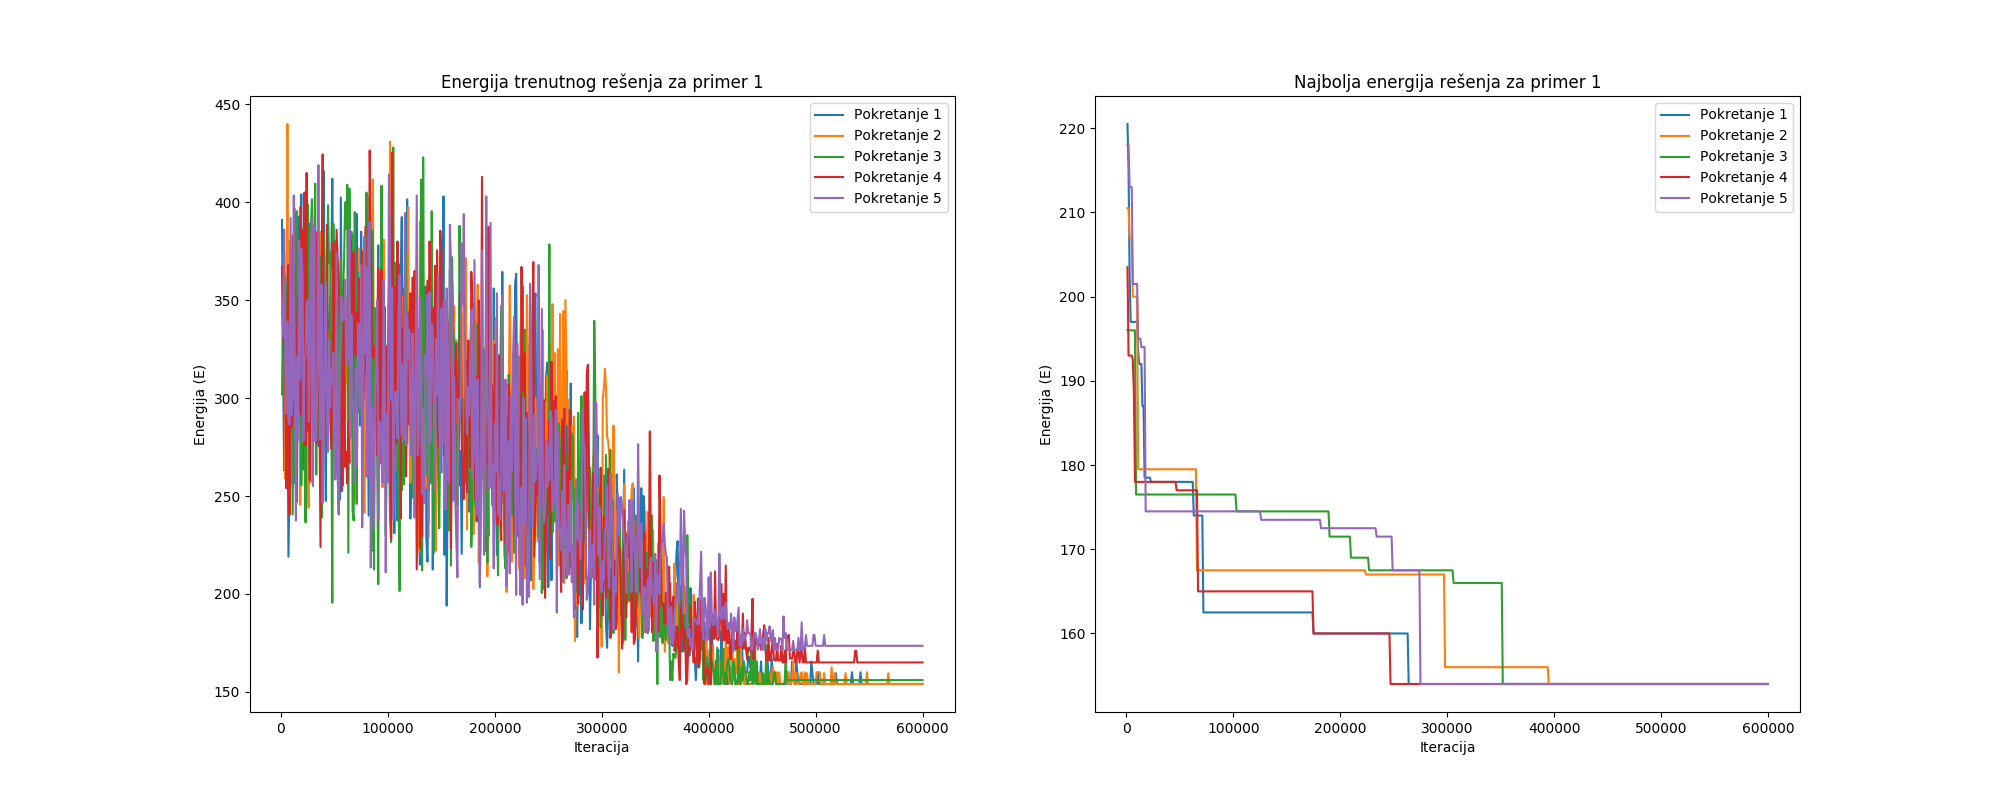 Energija trenutnog rešenja za primer 1
450
400
350
300
250
200
150
Energija (E)
0
100000
200000
300000
400000
500000
600000
Iteracija
Pokretanje 1
Pokretanje 2
Pokretanje 3
Pokretanje 4
Pokretanje 5
Najbolja energija rešenja za primer 1
220
210
200
190
180
170
160
Energija (E)
0
100000
200000
300000
400000
500000
600000
Iteracija
Pokretanje 1
Pokretanje 2
Pokretanje 3
Pokretanje 4
Pokretanje 5